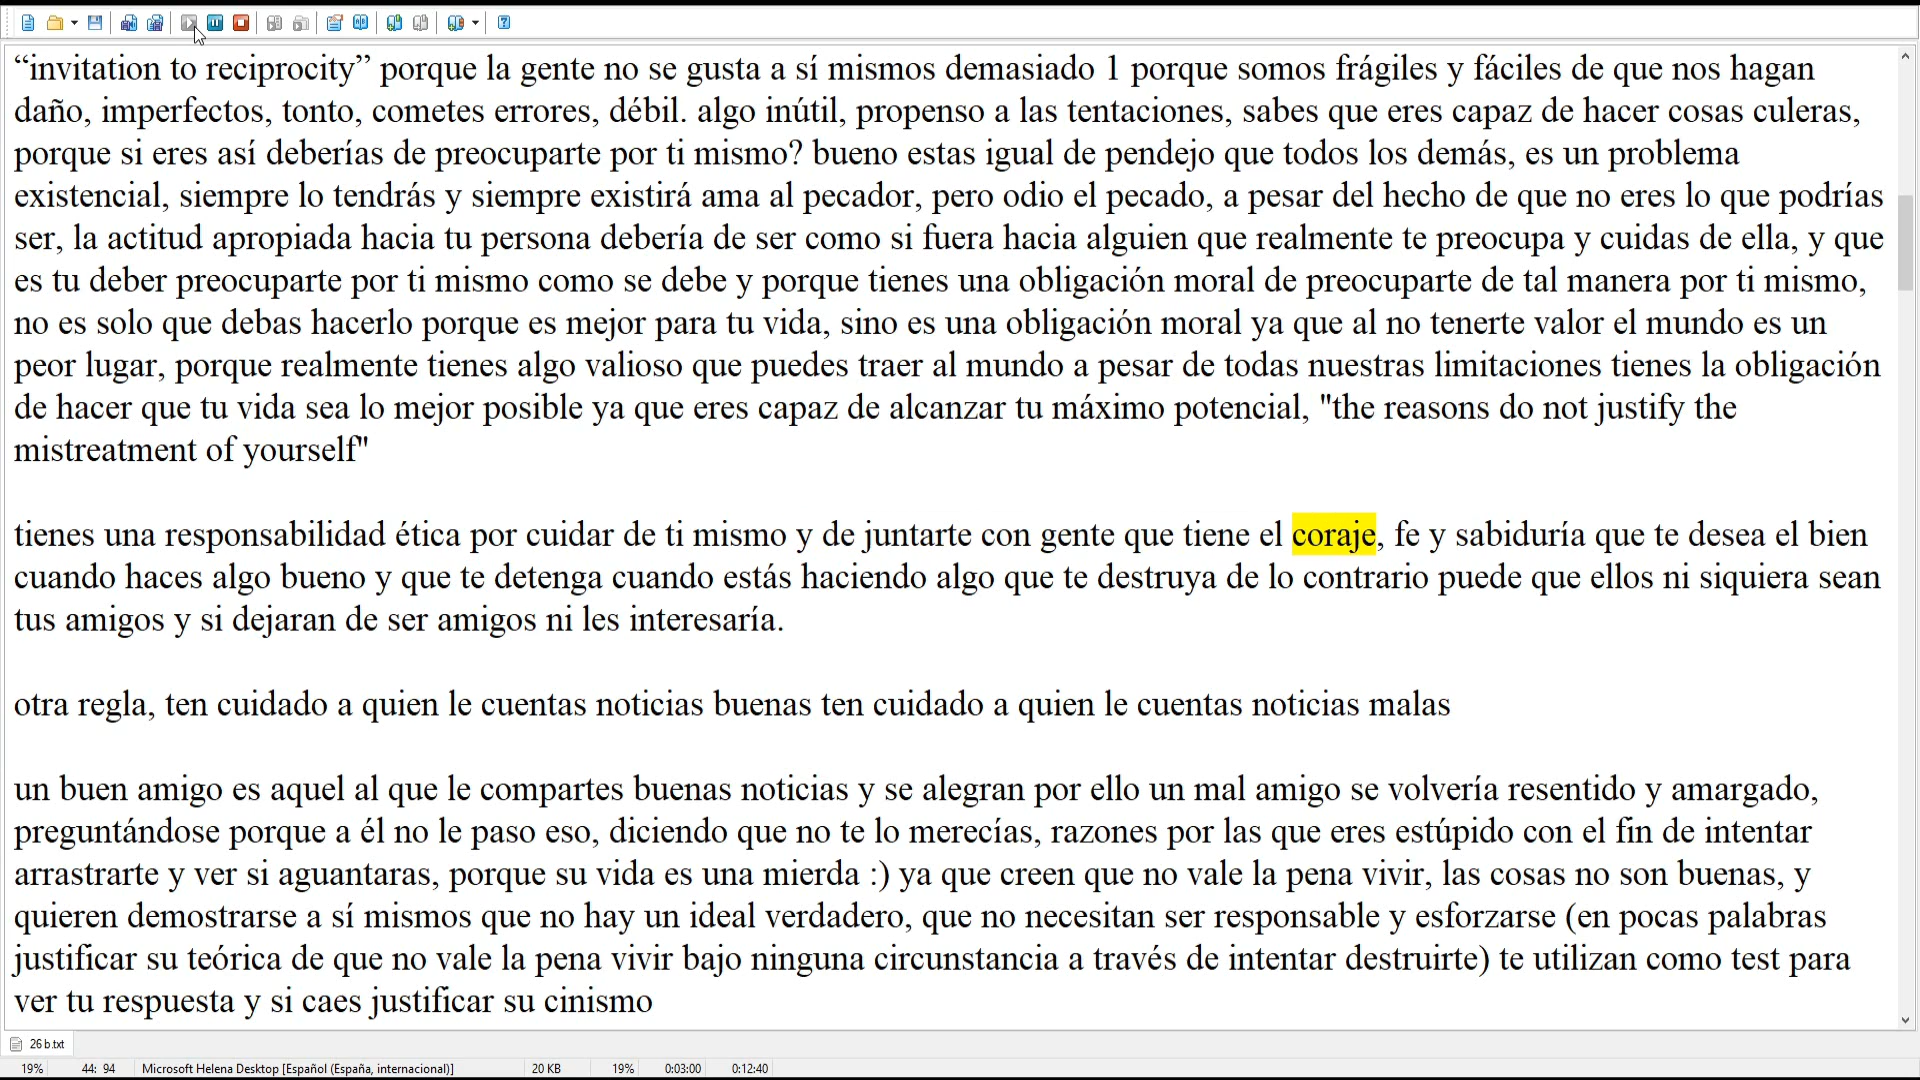 “invitation to reciprocity” porque la gente no se gusta a sí mismos demasiado 1 porque somos frágiles y fáciles de que nos hagan
daño, imperfectos, tonto, cometes errores, débil. algo inútil, propenso a las tentaciones, sabes que eres capaz de hacer cosas culeras,
porque si eres así deberías de preocuparte por ti mismo? bueno estas igual de pendejo que todos los demás, es un problema
existencial, siempre lo tendrás y siempre existirá ama al pecador, pero odio el pecado, a pesar del hecho de que no eres lo que podrías
ser, la actitud apropiada hacia tu persona debería de ser como si fuera hacia alguien que realmente te preocupa y cuidas de ella, y que
es tu deber preocuparte por ti mismo como se debe y porque tienes una obligación moral de preocuparte de tal manera por ti mismo,
no es solo que debas hacerlo porque es mejor para tu vida, sino es una obligación moral ya que al no tenerte valor el mundo es un
peor lugar, porque realmente tienes algo valioso que puedes traer al mundo a pesar de todas nuestras limitaciones tienes la obligación
de hacer que tu vida sea lo mejor posible ya que eres capaz de alcanzar tu máximo potencial, "the reasons do not justify the
mistreatment of yourself"
tienes una responsabilidad ética por cuidar de ti mismo y de juntarte con gente que tiene el coraje, fe y sabiduría que te desea el bien
cuando haces algo bueno y que te detenga cuando estás haciendo algo que te destruya de lo contrario puede que ellos ni siquiera sean
tus amigos y si dejaran de ser amigos ni les interesaría.
otra regla, ten cuidado a quien le cuentas noticias buenas ten cuidado a quien le cuentas noticias malas
un buen amigo es aquel al que le compartes buenas noticias y se alegran por ello un mal amigo se volvería resentido y amargado,
preguntándose porque a él no le paso eso, diciendo que no te lo merecías, razones por las que eres estúpido con el fin de intentar
arrastrarte y ver si aguantaras, porque su vida es una mierda :) ya que creen que no vale la pena vivir, las cosas no son buenas, y
quieren demostrarse a sí mismos que no hay un ideal verdadero, que no necesitan ser responsable y esforzarse (en pocas palabras
justificar su teórica de que no vale la pena vivir bajo ninguna circunstancia a través de intentar destruirte) te utilizan como test para
ver tu respuesta y si caes justificar su cinismo
26 b.txt
19% 44: 94 Microsoft Helena Desktop [Español (España, internacional)] 20 KB 19% 0:03:00 0:12:40